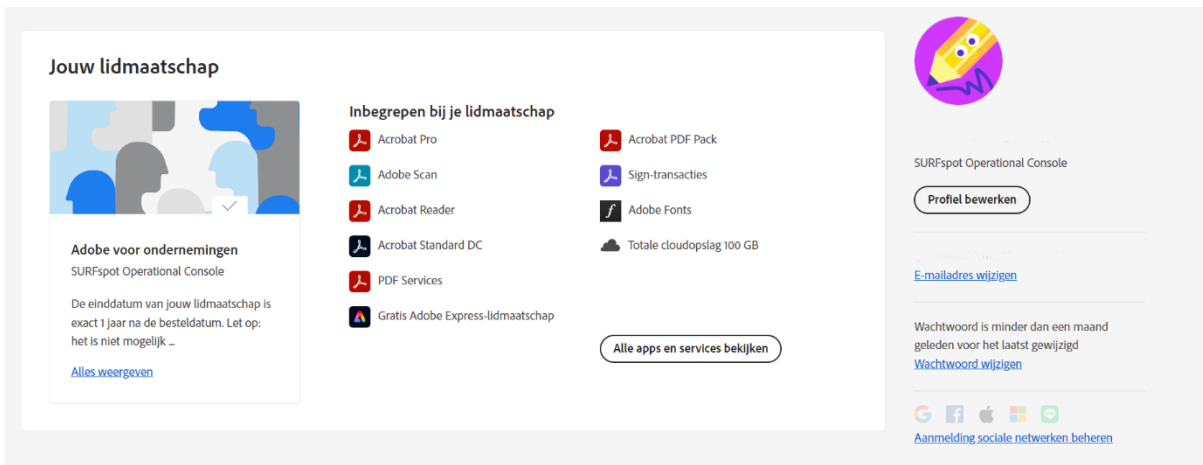 Jouw lidmaatschap
Adobe voor ondernemingen
SURFspot Operational Console
De einddatum van jouw lidmaatschap is
exact 1 jaar na de besteldatum. Let op:
het is niet mogelijk ...
Alles weergeven
Inbegrepen bij je lidmaatschap
Acrobat Pro
Adobe Scan
Acrobat Reader
Acrobat Standard DC
PDF Services
Gratis Adobe Express-lidmaatschap
Acrobat PDF Pack
Sign-transacties
Adobe Fonts
Totale cloudopslag 100 GB
Alle apps en services bekijken
SURFspot Operational Console
Profiel bewerken
E-mailadres wijzigen
Wachtwoord is minder dan een maand
geleden voor het laatst gewijzigd
Wachtwoord wijzigen
Aanmelding sociale netwerken beheren